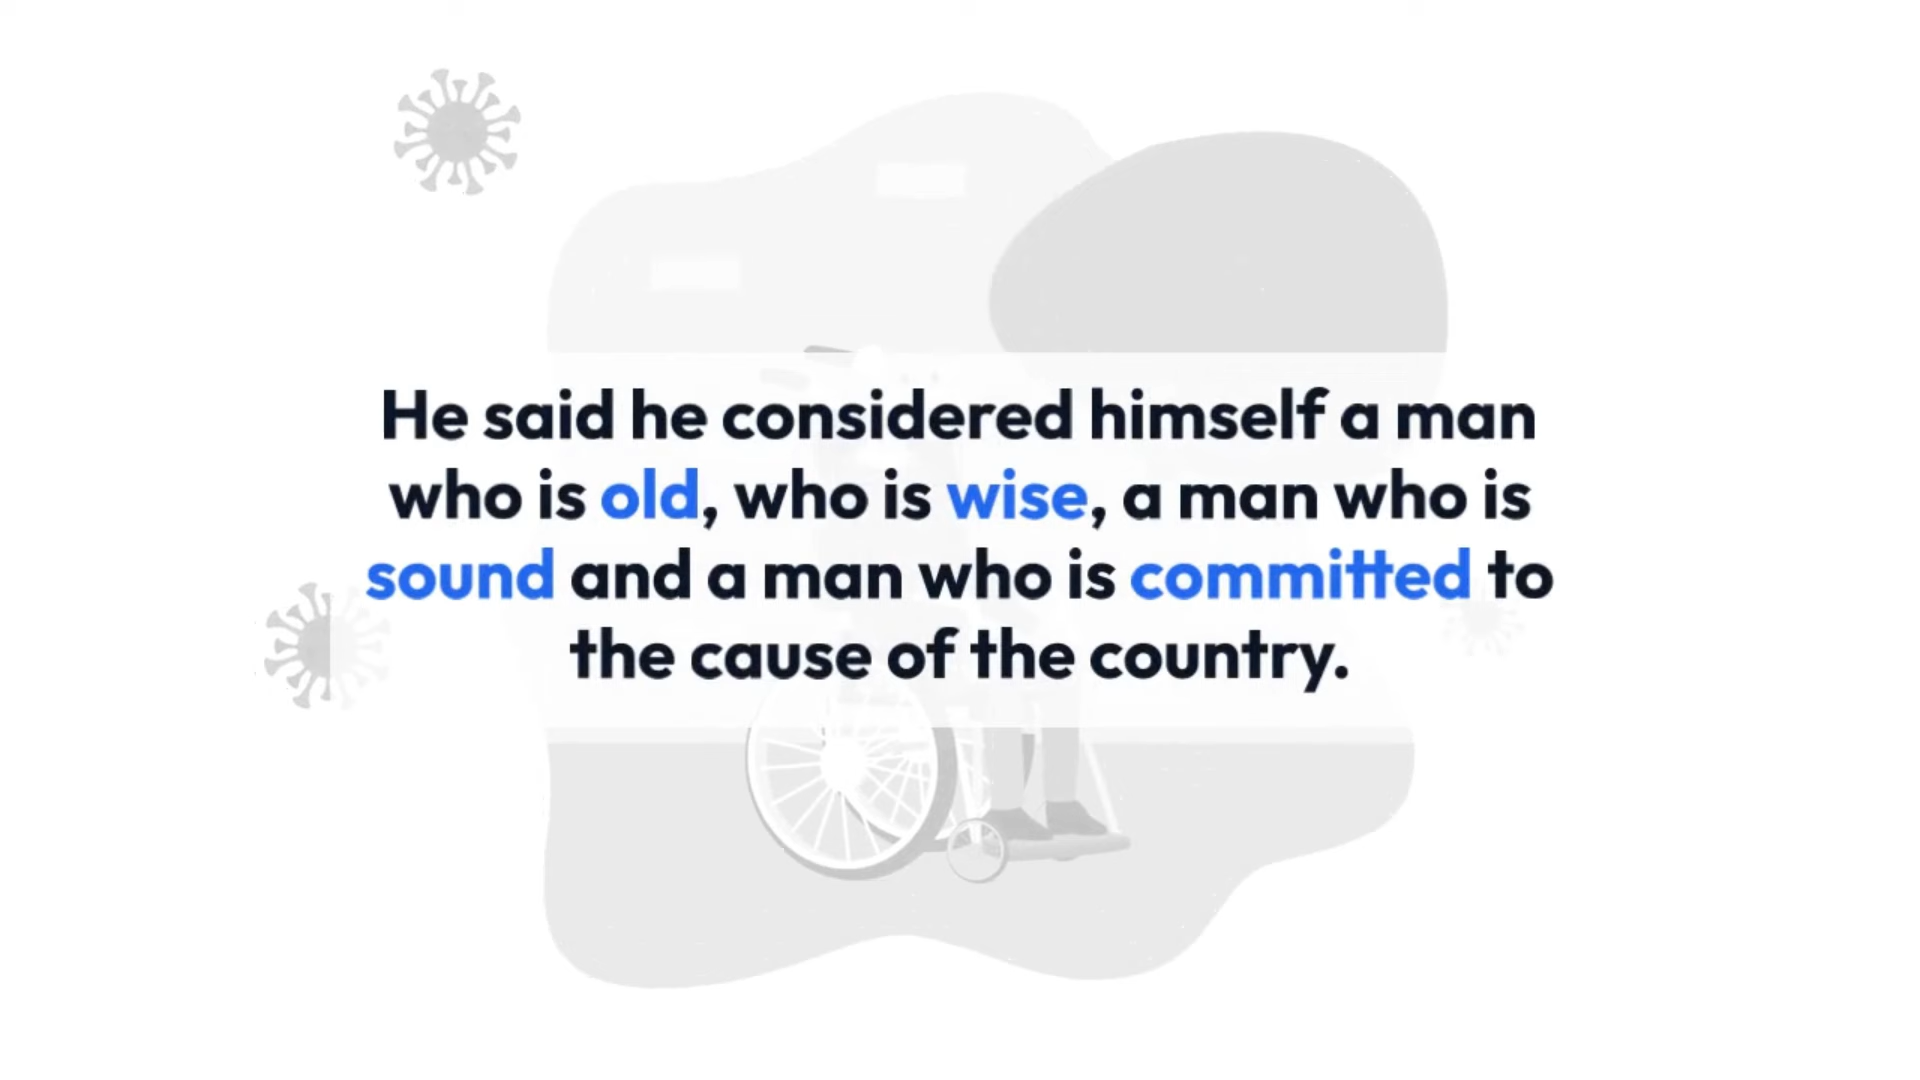 He said he considered himself a man
who is old, who is wise, a man who is
sound and a man who is committed to
the cause of the country.